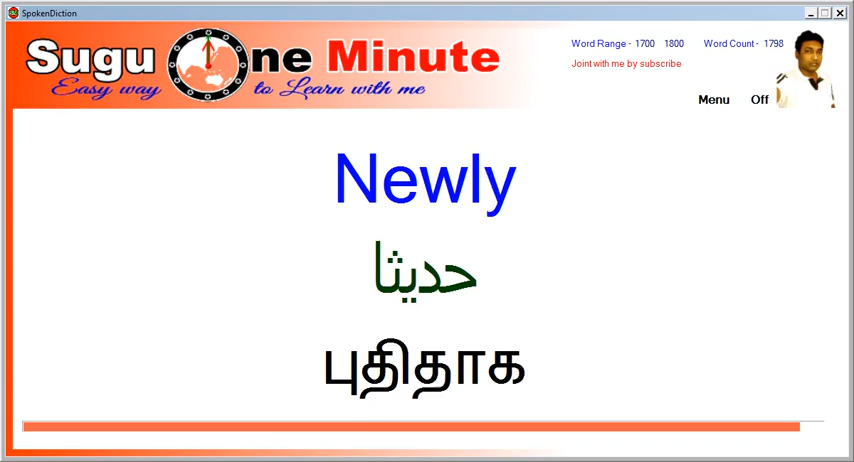 SpokenDiction
Sugu One Minute
Easy way to Learn with me
Word Range - 1700 1800 Word Count - 1798
Joint with me by subscribe
Menu Off
Newly
حديثا
புதிதாக